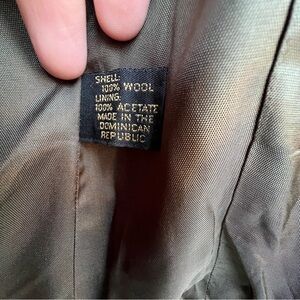 SHELL:
100% WOOL
LINING:
100% ACETATE
MADE IN THE
DOMINICAN
REPUBLIC